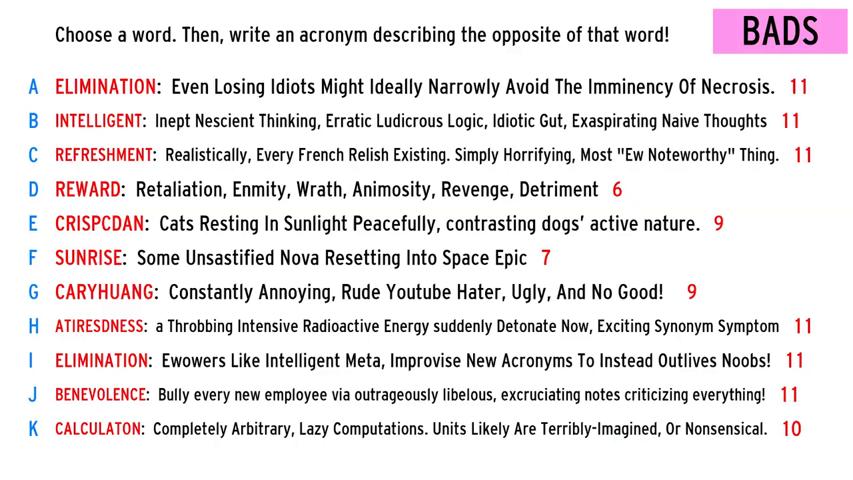 Choose a word. Then, write an acronym describing the opposite of that word!
BADS
A ELIMINATION: Even Losing Idiots Might Ideally Narrowly Avoid The Imminency Of Necrosis. 11
B INTELLIGENT: Inept Nescient Thinking, Erratic Ludicrous Logic, Idiotic Gut, Exaspirating Naive Thoughts 11
C REFRESHMENT: Realistically, Every French Relish Existing. Simply Horrifying, Most "Ew Noteworthy" Thing. 11
D REWARD: Retaliation, Enmity, Wrath, Animosity, Revenge, Detriment 6
E CRISPCDAN: Cats Resting In Sunlight Peacefully, contrasting dogs' active nature. 9
F SUNRISE: Some Unsastified Nova Resetting Into Space Epic 7
G CARYHUANG: Constantly Annoying, Rude Youtube Hater, Ugly, And No Good! 9
H ATIRESDNESS: a Throbbing Intensive Radioactive Energy suddenly Detonate Now, Exciting Synonym Symptom 11
I ELIMINATION: Ewowers Like Intelligent Meta, Improvise New Acronyms To Instead Outlives Noobs! 11
J BENEVOLENCE: Bully every new employee via outrageously libelous, excruciating notes criticizing everything! 11
K CALCULATON: Completely Arbitrary, Lazy Computations. Units Likely Are Terribly-Imagined, Or Nonsensical. 10